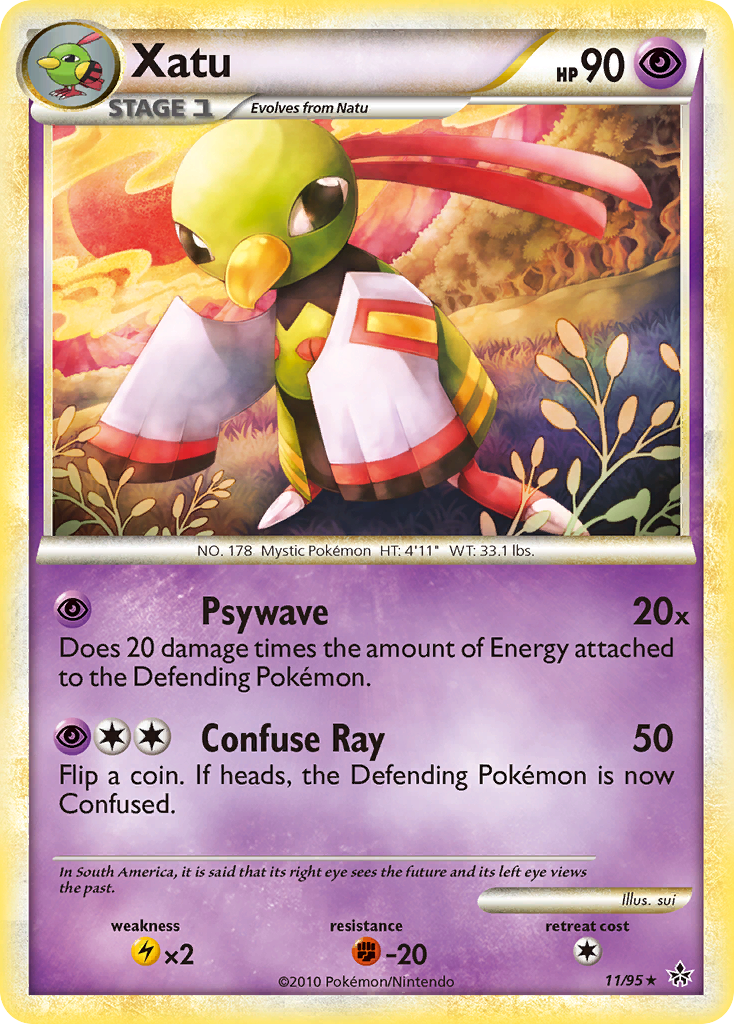 Xatu
HP 90
STAGE 1
Evolves from Natu
NO. 178 Mystic Pokémon HT: 4'11" WT: 33.1 lbs.
Psywave 20x
Does 20 damage times the amount of Energy attached
to the Defending Pokémon.
Confuse Ray 50
Flip a coin. If heads, the Defending Pokémon is now
Confused.
In South America, it is said that its right eye sees the future and its left eye views
the past.
Illus. sui
weakness resistance retreat cost
×2 -20
©2010 Pokémon/Nintendo 11/95 ★